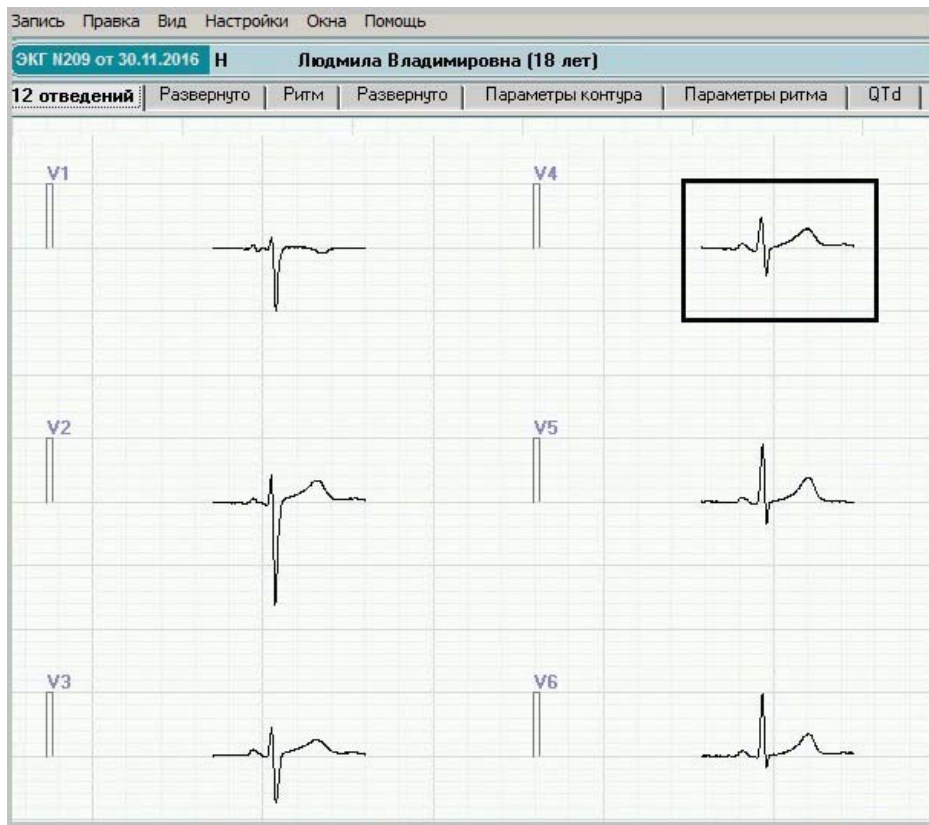 Запись Правка Вид Настройки Окна Помощь
ЭКГ N209 от 30.11.2016 Н Людмила Владимировна (18 лет)
12 отведений Развернуто Ритм Развернуто Параметры контура Параметры ритма QTd
V1 V4
V2 V5
V3 V6